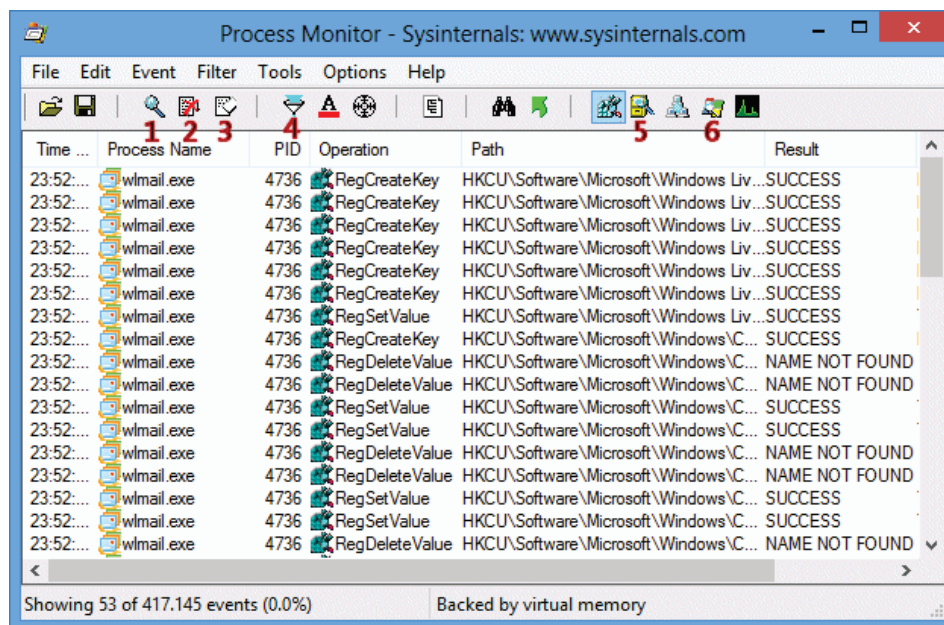 Process Monitor - Sysinternals: www.sysinternals.com
File Edit Event Filter Tools Options Help
1 2 3 4 5 6
Time ... Process Name PID Operation Path Result
23:52:... wlmail.exe 4736 RegCreateKey HKCU\Software\Microsoft\Windows Liv...SUCCESS
23:52:... wlmail.exe 4736 RegCreateKey HKCU\Software\Microsoft\Windows Liv...SUCCESS
23:52:... wlmail.exe 4736 RegCreateKey HKCU\Software\Microsoft\Windows Liv...SUCCESS
23:52:... wlmail.exe 4736 RegCreateKey HKCU\Software\Microsoft\Windows Liv...SUCCESS
23:52:... wlmail.exe 4736 RegCreateKey HKCU\Software\Microsoft\Windows Liv...SUCCESS
23:52:... wlmail.exe 4736 RegCreateKey HKCU\Software\Microsoft\Windows Liv...SUCCESS
23:52:... wlmail.exe 4736 RegSetValue HKCU\Software\Microsoft\Windows Liv...SUCCESS
23:52:... wlmail.exe 4736 RegCreateKey HKCU\Software\Microsoft\Windows\C... SUCCESS
23:52:... wlmail.exe 4736 RegDeleteValue HKCU\Software\Microsoft\Windows\C... NAME NOT FOUND
23:52:... wlmail.exe 4736 RegDeleteValue HKCU\Software\Microsoft\Windows\C... NAME NOT FOUND
23:52:... wlmail.exe 4736 RegSetValue HKCU\Software\Microsoft\Windows\C... SUCCESS
23:52:... wlmail.exe 4736 RegSetValue HKCU\Software\Microsoft\Windows\C... SUCCESS
23:52:... wlmail.exe 4736 RegDeleteValue HKCU\Software\Microsoft\Windows\C... NAME NOT FOUND
23:52:... wlmail.exe 4736 RegDeleteValue HKCU\Software\Microsoft\Windows\C... NAME NOT FOUND
23:52:... wlmail.exe 4736 RegSetValue HKCU\Software\Microsoft\Windows\C... SUCCESS
23:52:... wlmail.exe 4736 RegSetValue HKCU\Software\Microsoft\Windows\C... SUCCESS
23:52:... wlmail.exe 4736 RegDeleteValue HKCU\Software\Microsoft\Windows\C... NAME NOT FOUND
Showing 53 of 417.145 events (0.0%) Backed by virtual memory